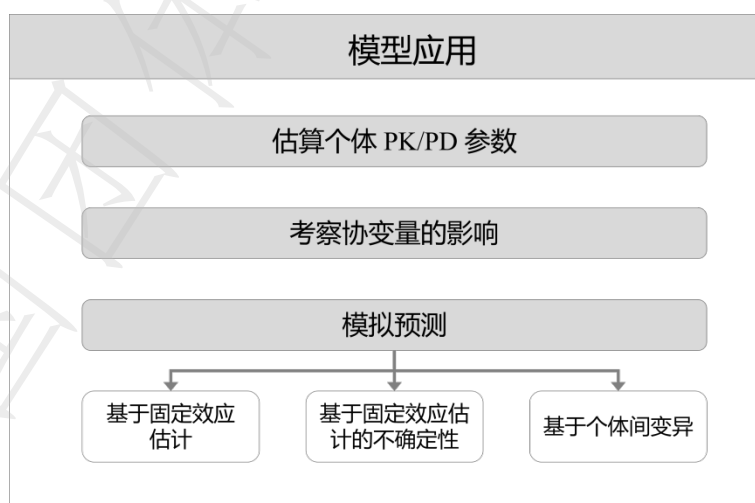 模型应用
估算个体 PK/PD 参数
考察协变量的影响
模拟预测
基于固定效应
估计
基于固定效应估
计的不确定性
基于个体间变异